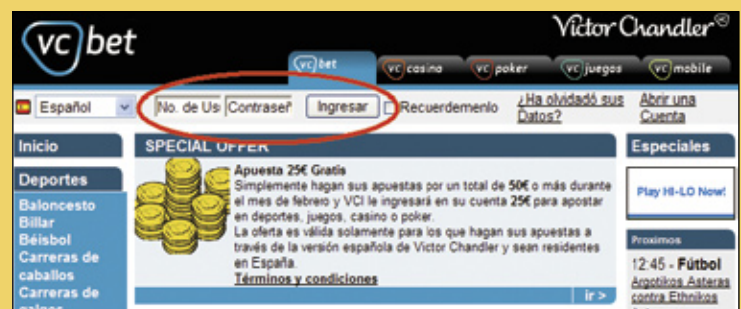 vc bet
Victor Chandler
vc bet
vc casino
vc poker
vc juegos
vc mobile
Español
No. de Us
Contraseñ
Ingresar
Recuerdemenlo
¿Ha olvidadó sus
Datos?
Abrir una
Cuenta
Inicio
Deportes
Baloncesto
Billar
Béisbol
Carreras de
caballos
Carreras de
SPECIAL OFFER
Apuesta 25€ Gratis
Simplemente hagan sus apuestas por un total de 50€ o más durante
el mes de febrero y VCI le ingresará en su cuenta 25€ para apostar
en deportes, juegos, casino o poker.
La oferta es válida solamente para los que hagan sus apuestas a
través de la versión española de Victor Chandler y sean residentes
en España.
Términos y condiciones
ir >
Especiales
Play HI-LO Now!
Proximos
12:45 - Fútbol
Argotikos Asteras
contra Ethnikos